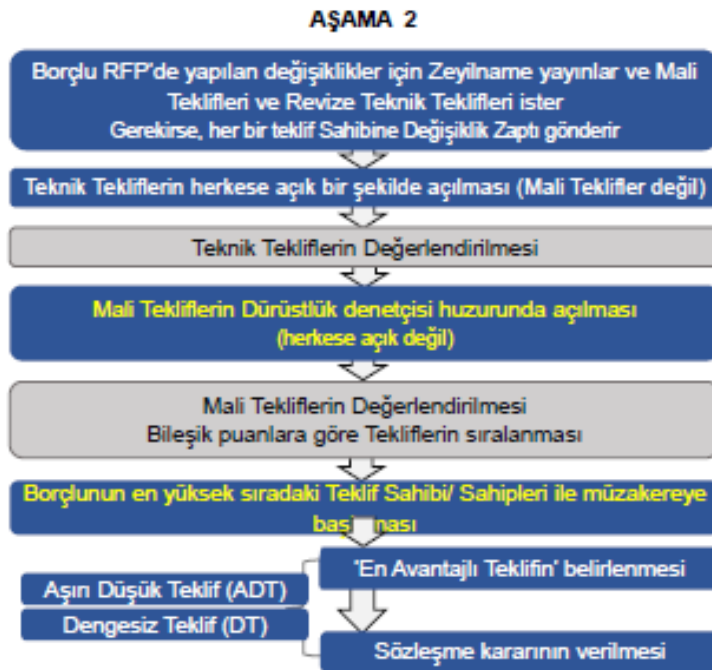 AŞAMA 2
Borçlu RFP'de yapılan değişiklikler için Zeyilname yayınlar ve Mali
Teklifleri ve Revize Teknik Teklifleri ister
Gerekirse, her bir teklif Sahibine Değişiklik Zaptı gönderir
Teknik Tekliflerin herkese açık bir şekilde açılması (Mali Teklifler değil)
Teknik Tekliflerin Değerlendirilmesi
Mali Tekliflerin Dürüstlük denetçisi huzurunda açılması
(herkese açık değil)
Mali Tekliflerin Değerlendirilmesi
Bileşik puanlara göre Tekliflerin sıralanması
Borçlunun en yüksek sıradaki Teklif Sahibi/ Sahipleri ile müzakereye
'En Avantajlı Teklifin' belirlenmesi
Aşırı Düşük Teklif (ADT)
Dengesiz Teklif (DT)
Sözleşme kararının verilmesi